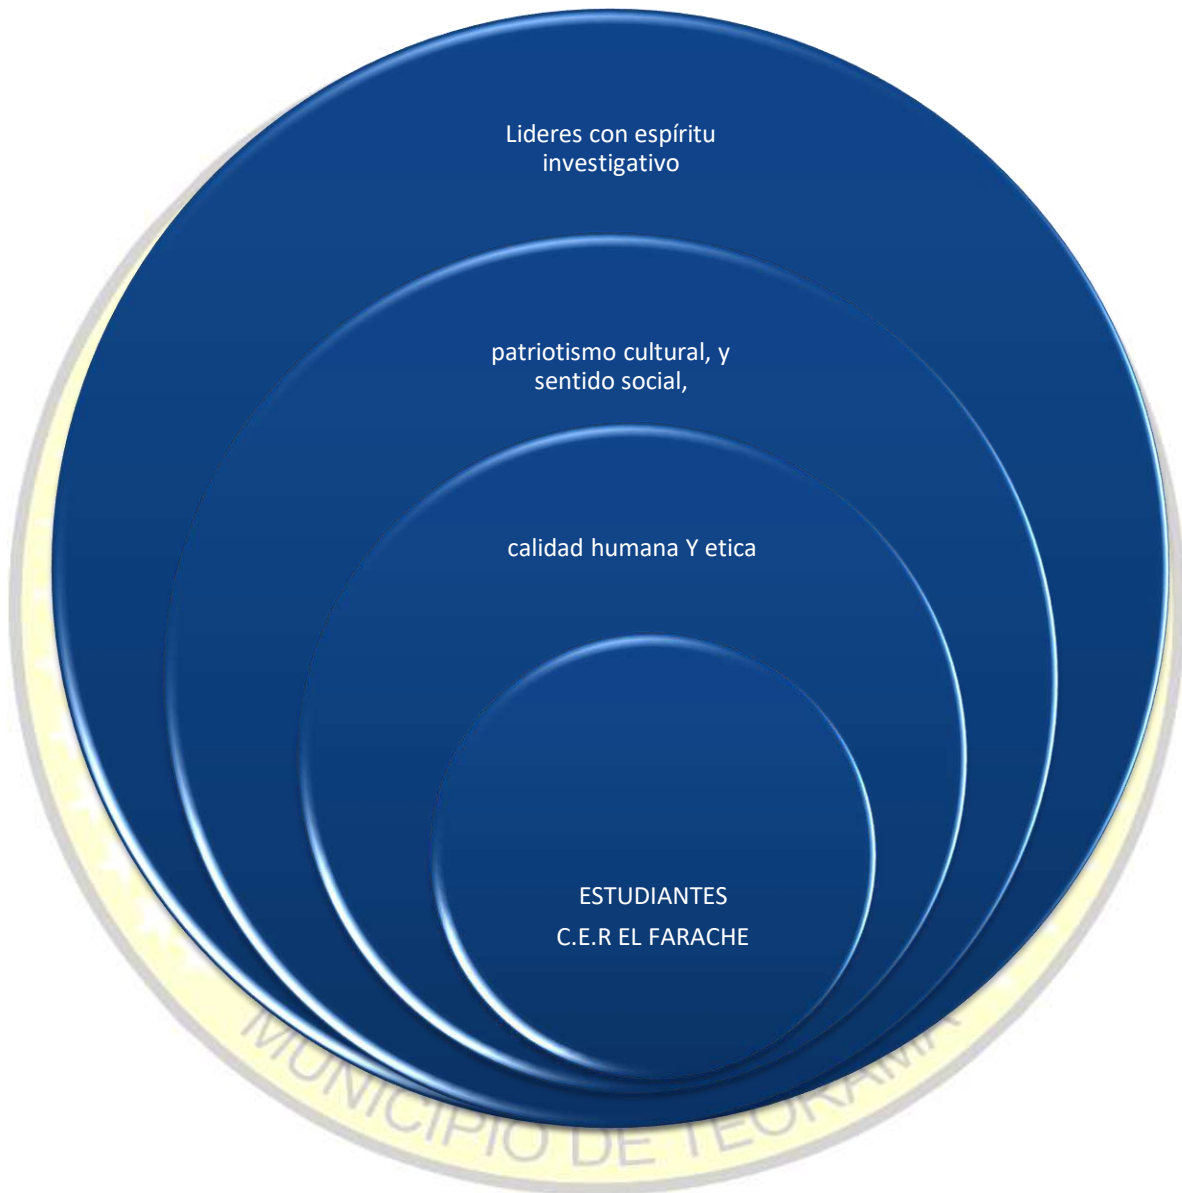 Lideres con espíritu
investigativo
patriotismo cultural, y
sentido social,
calidad humana Y etica
ESTUDIANTES
C.E.R EL FARACHE
MUNICIPIO DE TEORAMA